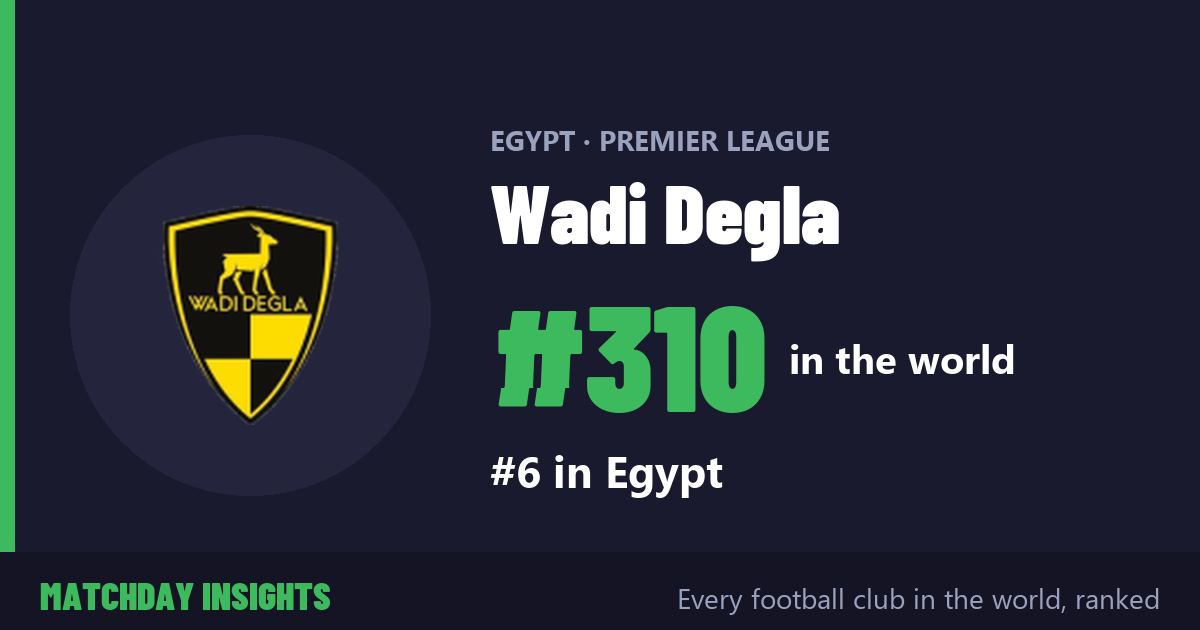 EGYPT · PREMIER LEAGUE
Wadi Degla
WADI DEGLA
#310 in the world
#6 in Egypt
MATCHDAY INSIGHTS
Every football club in the world, ranked